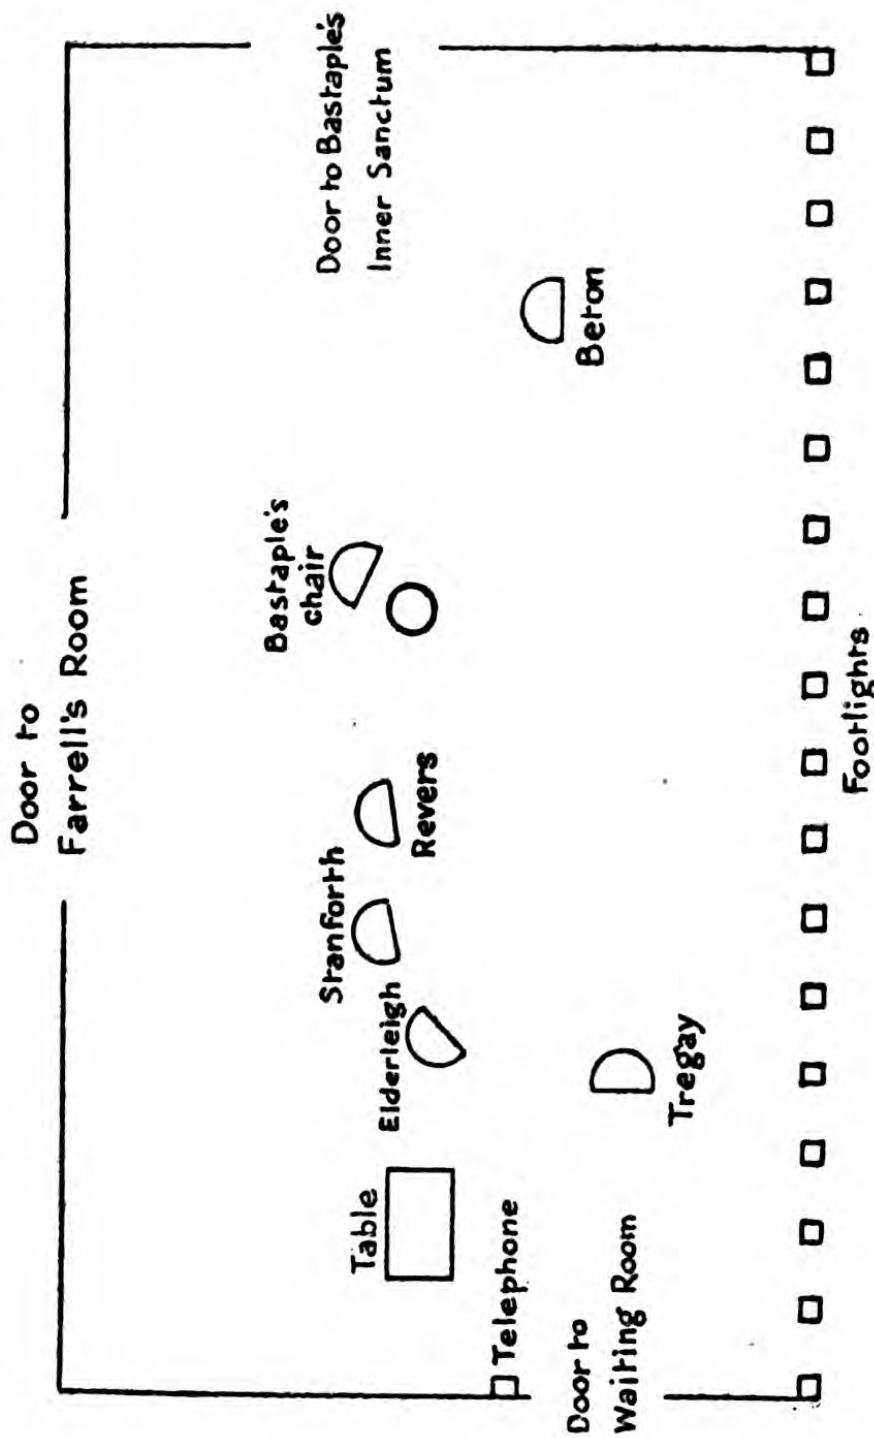 Door to
Farrell's Room
Door to Bastaple's
Inner Sanctum
Bastaple's
chair
Stanforth
Revers
Elderleigh
Beton
Table
Tregay
Telephone
Door to
Waiting Room
Footlights